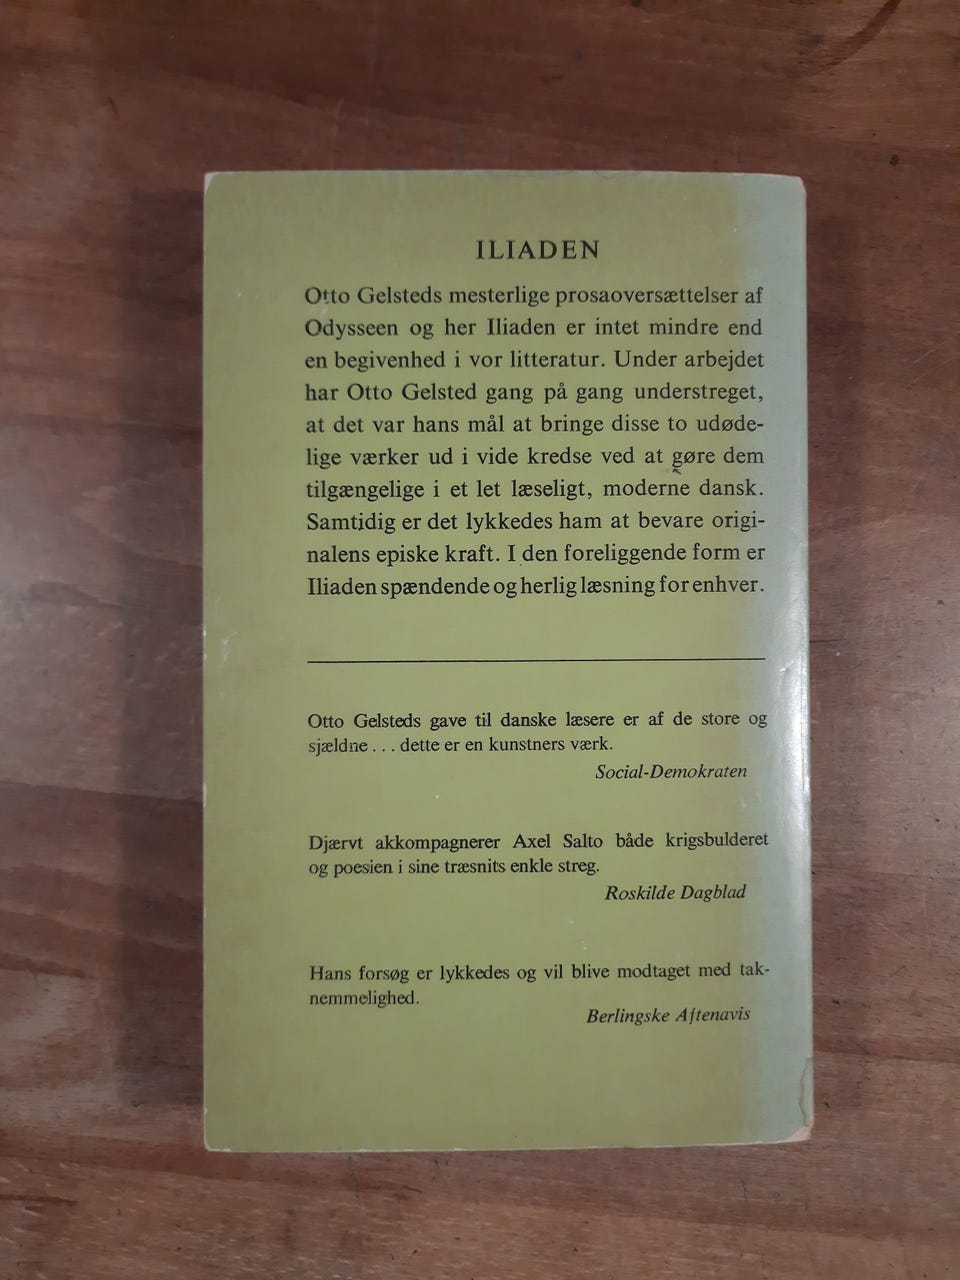 ILIADEN
Otto Gelsteds mesterlige prosaoversættelser af
Odysseen og her Iliaden er intet mindre end
en begivenhed i vor litteratur. Under arbejdet
har Otto Gelsted gang på gang understreget,
at det var hans mål at bringe disse to udøde-
lige værker ud i vide kredse ved at gøre dem
tilgængelige i et let læseligt, moderne dansk.
Samtidig er det lykkedes ham at bevare origi-
nalens episke kraft. I den foreliggende form er
Iliaden spændende og herlig læsning for enhver.
Otto Gelsteds gave til danske læsere er af de store og
sjældne . . . dette er en kunstners værk.
Social-Demokraten
Djærvt akkompagnerer Axel Salto både krigsbulderet
og poesien i sine træsnits enkle streg.
Roskilde Dagblad
Hans forsøg er lykkedes og vil blive modtaget med tak-
nemmelighed.
Berlingske Aftenavis